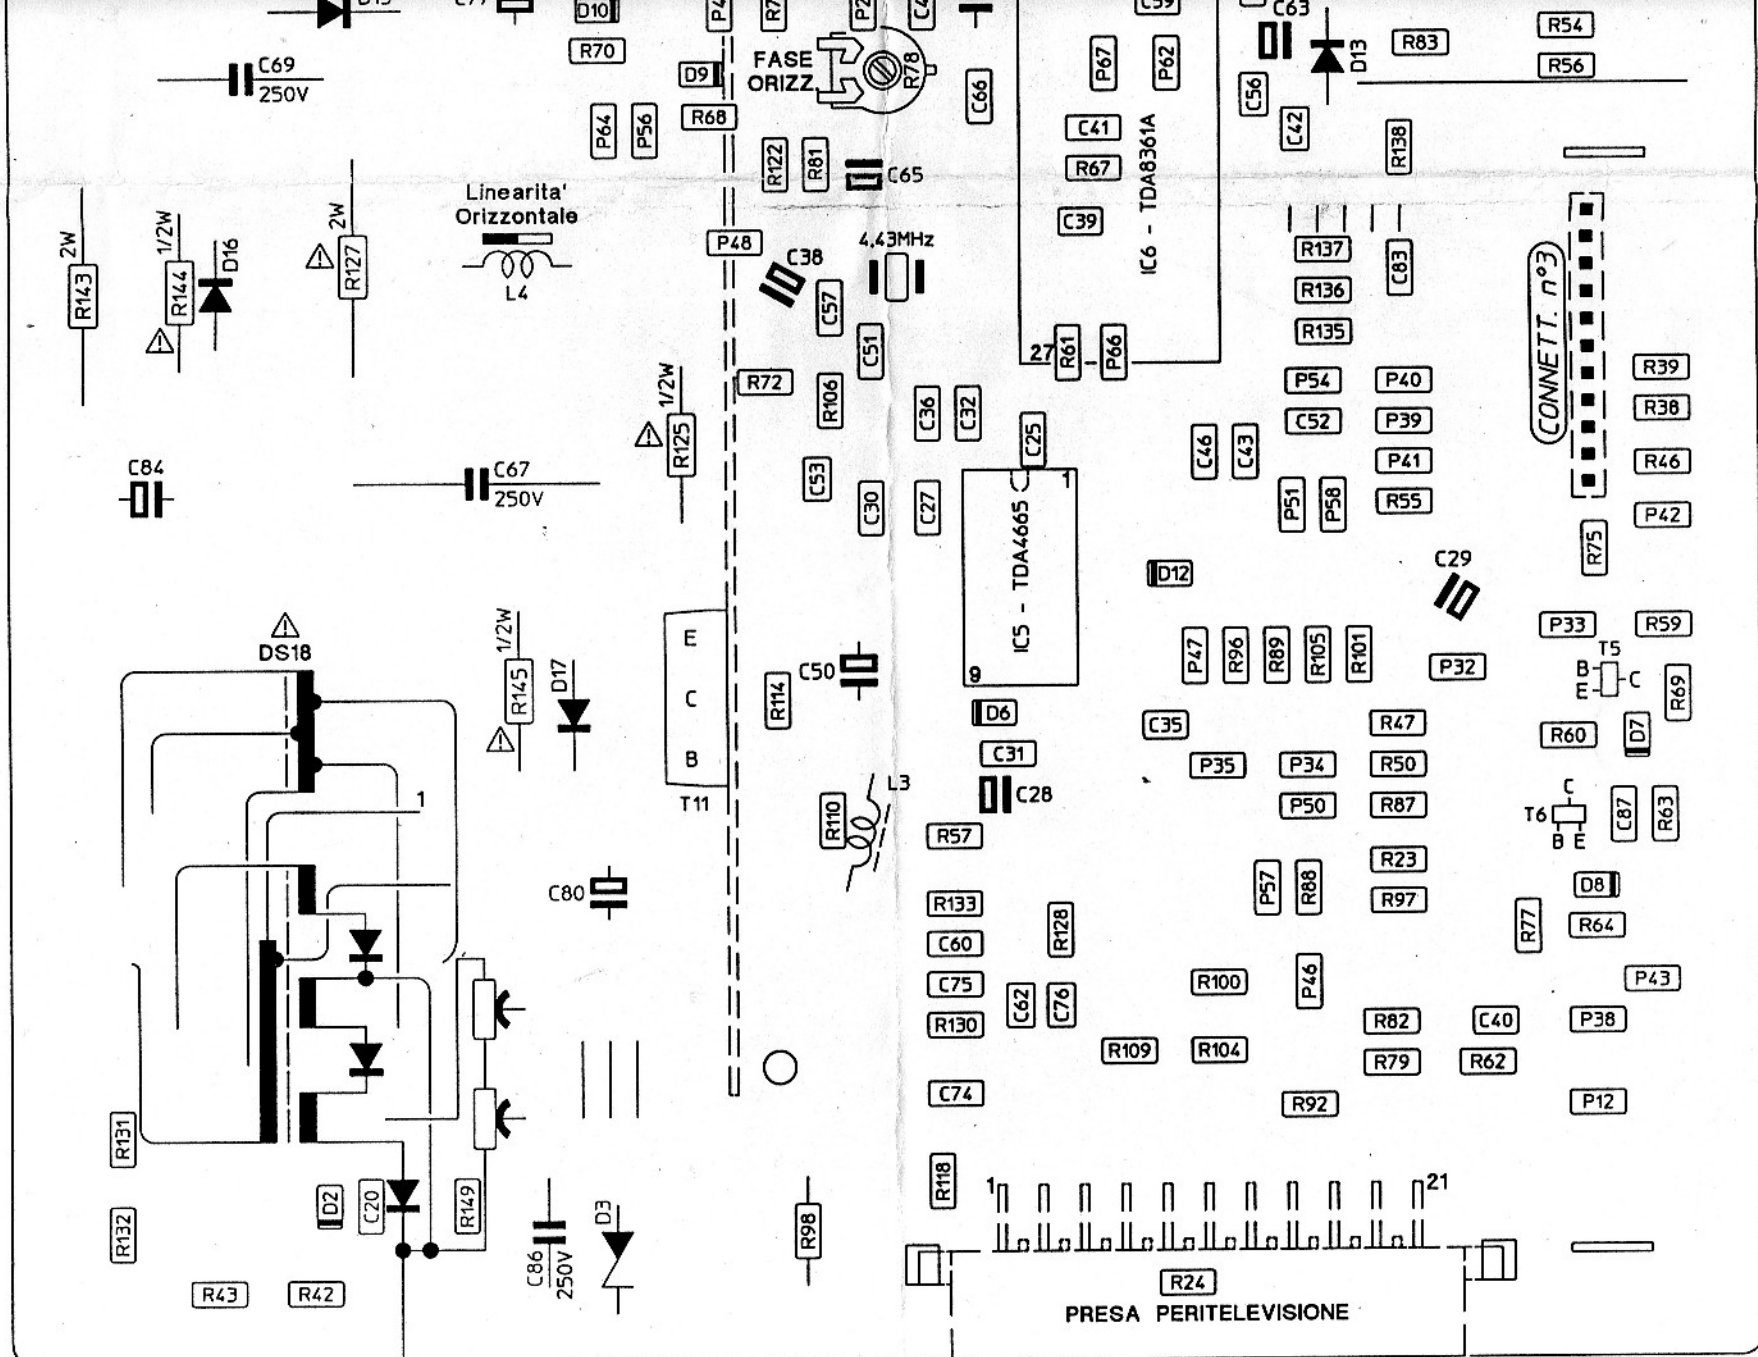 C63
R54
D10
R70
R83
R56
D13
C69
250V
D9
FASE
ORIZZ.
R78
P67
P62
C66
C56
P64
P56
R68
C41
C42
R138
R122
R81
C65
R67
IC6 - TDA8361A
Linearita'
Orizzontale
C39
2W
R143
1/2W
R144
D16
2W
R127
L4
P48
4,43MHz
C38
C57
R137
C83
R136
R135
CONNETT. n°3
C51
27
R61
P66
R39
R38
R46
P42
1/2W
R125
R72
R106
C36
C32
C25
P54
P40
C52
P39
P41
R55
C46
C43
P51
P58
C84
C67
250V
C53
C30
C27
1
IC5 - TDA4665
9
D12
C29
R75
DS18
1/2W
R145
D17
E
C
B
T11
R114
C50
P47
R96
R89
R105
R101
P32
P33
R59
T5
B
E
C
R69
D6
C35
R47
R60
D7
C31
P35
P34
R50
1
L3
C28
P50
R87
C
T6
B E
C87
R63
R110
R57
R23
D8
P57
R88
R97
R77
R64
C80
R133
C60
R128
C75
R100
P46
P43
C62
C76
R130
R82
C40
P38
R109
R104
R79
R62
C74
R92
P12
R131
R132
D2
C20
R149
C86
250V
D3
R98
R118
1
21
R43
R42
R24
PRESA PERITELEVISIONE